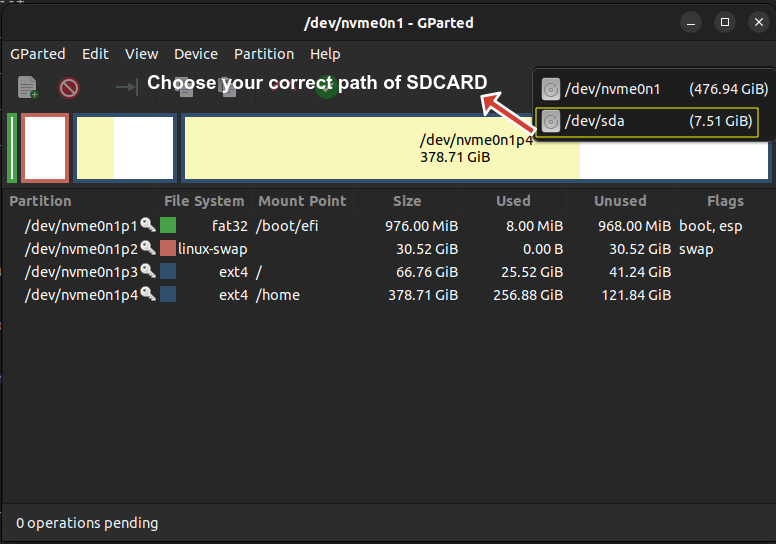 /dev/nvme0n1 - GParted
GParted Edit View Device Partition Help
Choose your correct path of SDCARD
/dev/nvme0n1 (476.94 GiB)
/dev/sda (7.51 GiB)
/dev/nvme0n1p4
378.71 GiB
Partition File System Mount Point Size Used Unused Flags
/dev/nvme0n1p1 fat32 /boot/efi 976.00 MiB 8.00 MiB 968.00 MiB boot, esp
/dev/nvme0n1p2 linux-swap 30.52 GiB 0.00 B 30.52 GiB swap
/dev/nvme0n1p3 ext4 / 66.76 GiB 25.52 GiB 41.24 GiB
/dev/nvme0n1p4 ext4 /home 378.71 GiB 256.88 GiB 121.84 GiB
0 operations pending